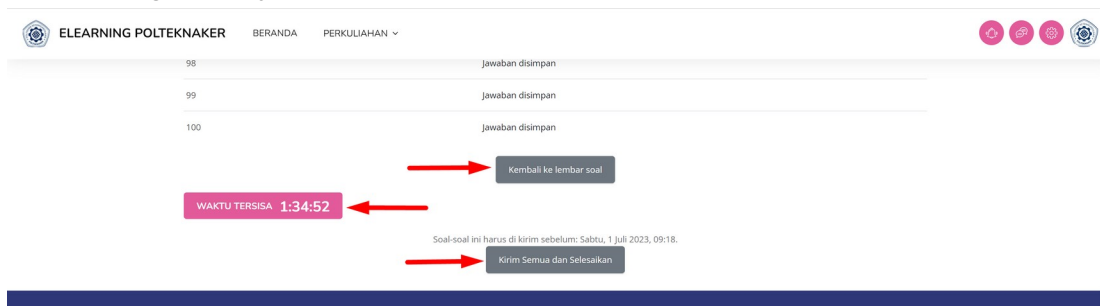 ELEARNING POLTEKNAKER BERANDA PERKULIAHAN
98 Jawaban disimpan
99 Jawaban disimpan
100 Jawaban disimpan
Kembali ke lembar soal
WAKTU TERSISA 1:34:52
Soal-soal ini harus di kirim sebelum: Sabtu, 1 Juli 2023, 09:18.
Kirim Semua dan Selesaikan